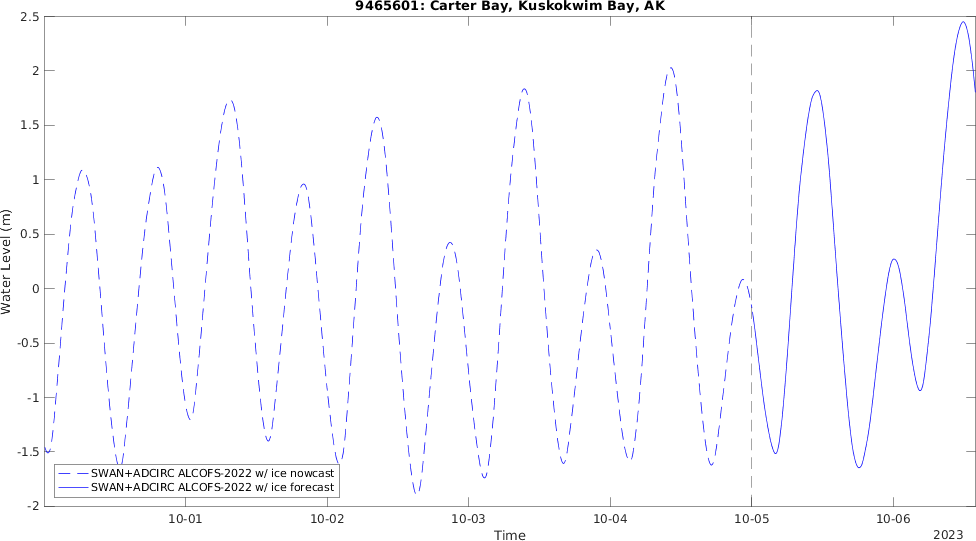 9465601: Carter Bay, Kuskokwim Bay, AK
2.5
2
1.5
1
0.5
0
-0.5
-1
-1.5
-2
Water Level (m)
SWAN+ADCIRC ALCOFS-2022 w/ ice nowcast
SWAN+ADCIRC ALCOFS-2022 w/ ice forecast
10-01 10-02 10-03 10-04 10-05 10-06
Time
2023